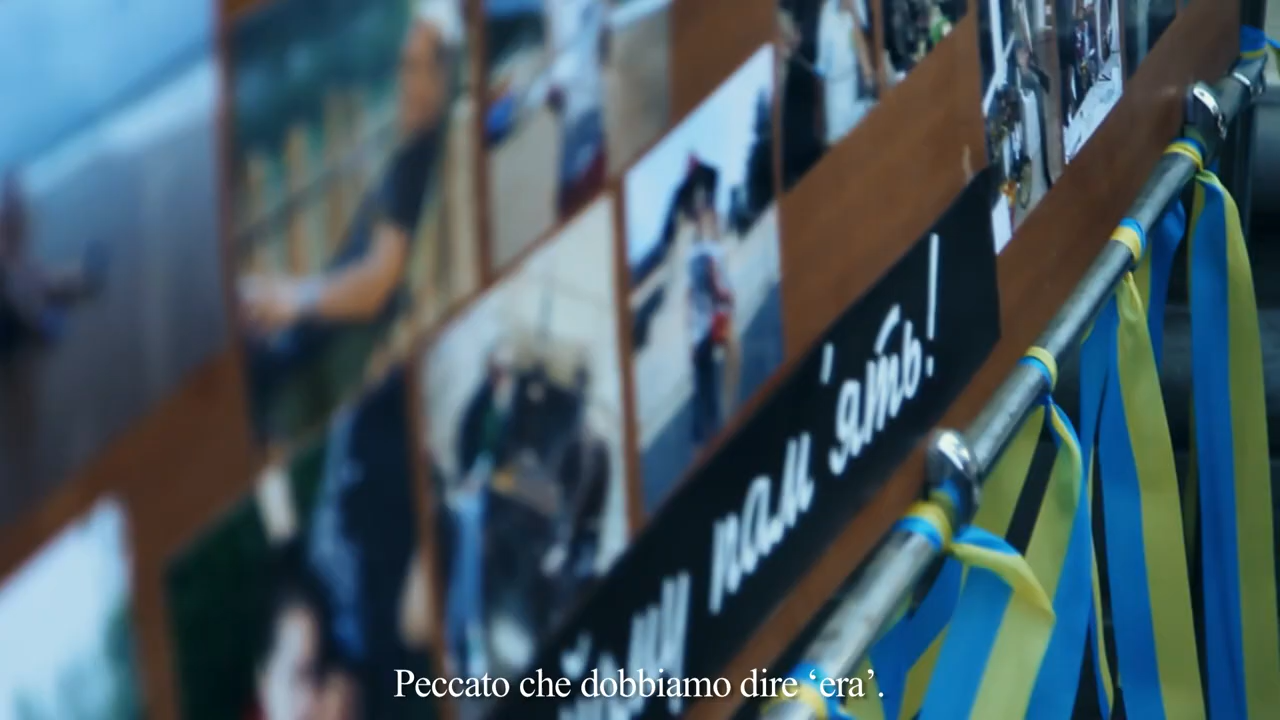 пам'ять!
Peccato che dobbiamo dire ‘era’.